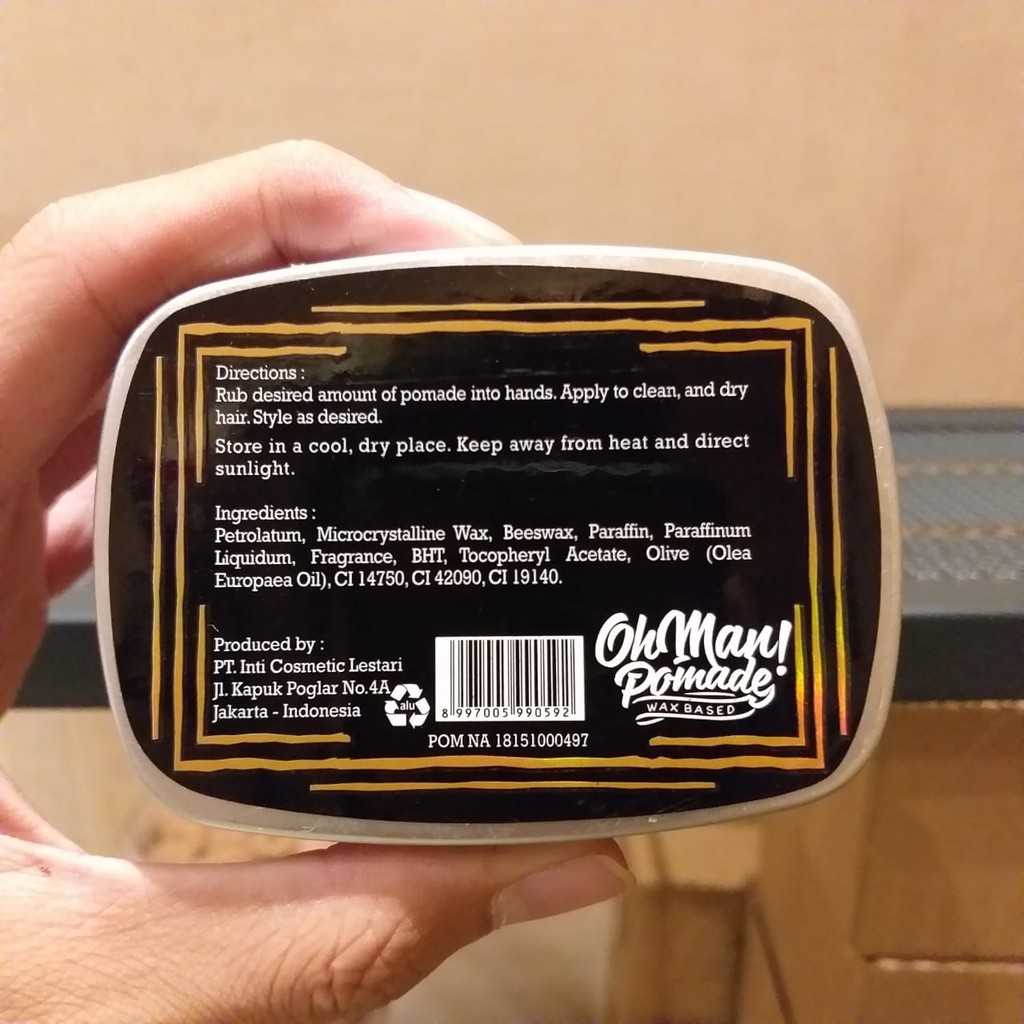 Directions :
Rub desired amount of pomade into hands. Apply to clean, and dry
hair. Style as desired.
Store in a cool, dry place. Keep away from heat and direct
sunlight.
Ingredients :
Petrolatum, Microcrystalline Wax, Beeswax, Paraffin, Paraffinum
Liquidum, Fragrance, BHT, Tocopheryl Acetate, Olive (Olea
Europaea Oil), CI 14750, CI 42090, CI 19140.
Produced by :
PT. Inti Cosmetic Lestari
Jl. Kapuk Poglar No.4A
Jakarta - Indonesia
alu
8 997005 990592
POM NA 18151000497
Oh Man!
Pomade
WAX BASED